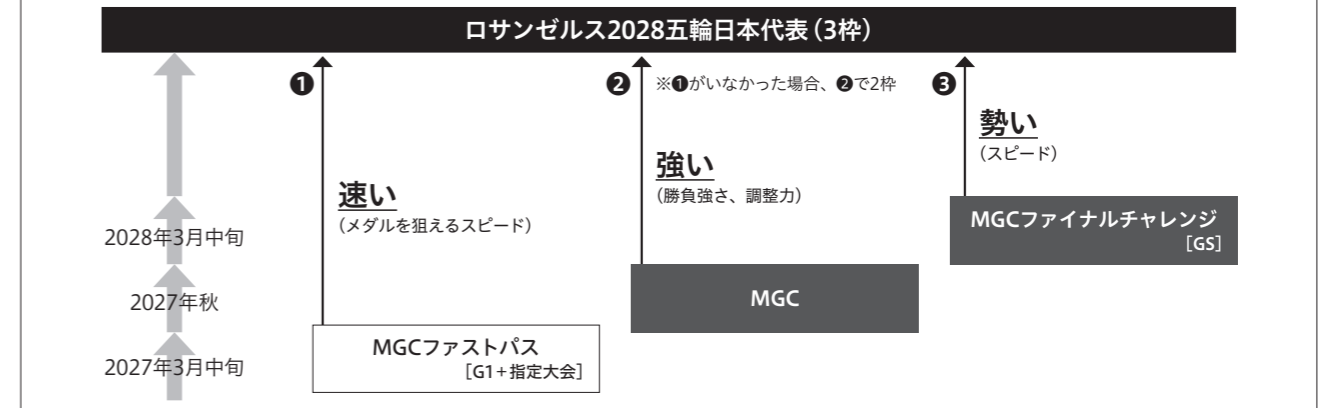 ロサンゼルス2028五輪日本代表（3枠）
❶
❷
※❶がいなかった場合、❷で2枠
❸
勢い
（スピード）
強い
（勝負強さ、調整力）
速い
（メダルを狙えるスピード）
MGCファイナルチャレンジ
［GS］
2028年3月中旬
MGC
2027年秋
MGCファストパス
［G1＋指定大会］
2027年3月中旬